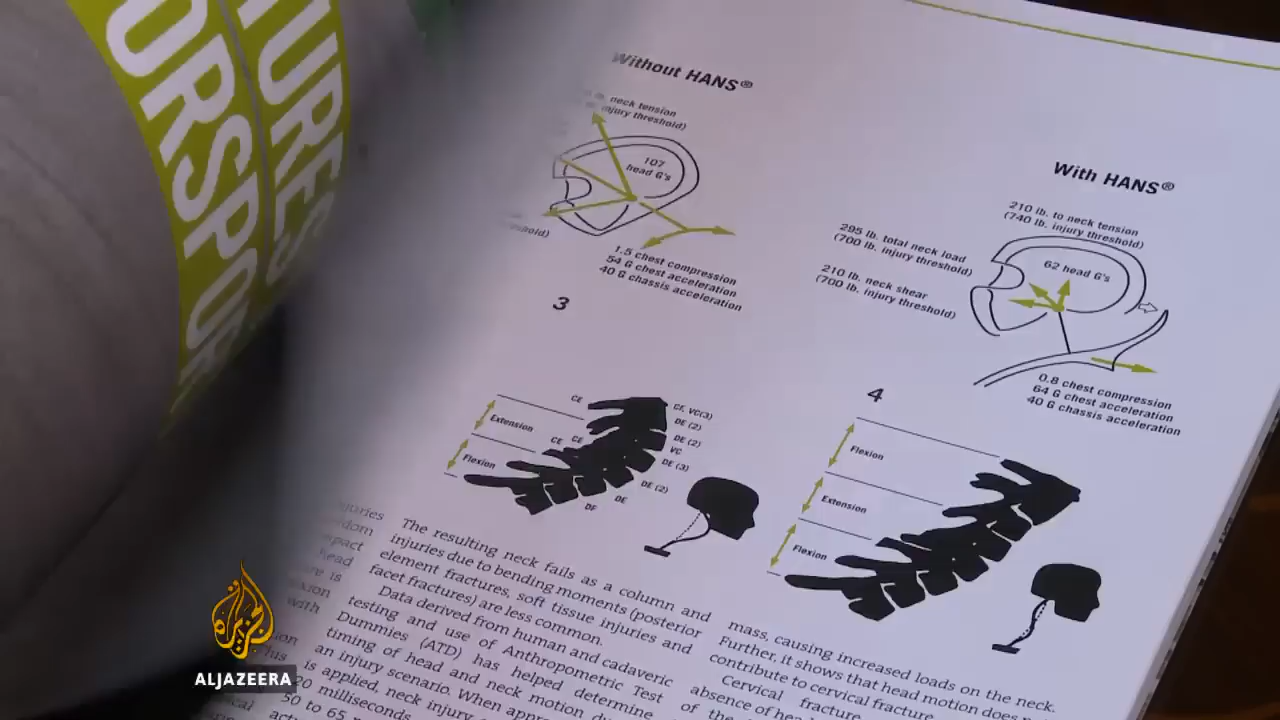 Without HANS®
neck tension
injury threshold)
107
head G's
1.5 chest compression
54 G chest acceleration
40 G chassis acceleration
With HANS®
210 lb. to neck tension
(740 lb. injury threshold)
295 lb. total neck load
(700 lb. injury threshold)
210 lb. neck shear
(700 lb. injury threshold)
62 head G's
0.8 chest compression
64 G chest acceleration
40 G chassis acceleration
3
CE
Extension
Flexion
CE
CE
CF, VC(3)
DE (2)
DE (2)
VC
DE (3)
DE (2)
DE
DF
4
Flexion
Extension
Flexion
The resulting neck fails as a column and
injuries due to bending moments (posterior
element fractures, soft tissue injuries and
facet fractures) are less common.
Data derived from human and cadaveric
testing and use of Anthropometric Test
Dummies (ATD) has helped determine
timing of head and neck motion
an injury scenario. When
is applied, neck injury
50 to 65
mass, causing increased loads on the neck.
Further, it shows that head motion does
contribute to cervical fracture
Cervical fracture
absence of
of the
ALJAZEERA
الجزيرة